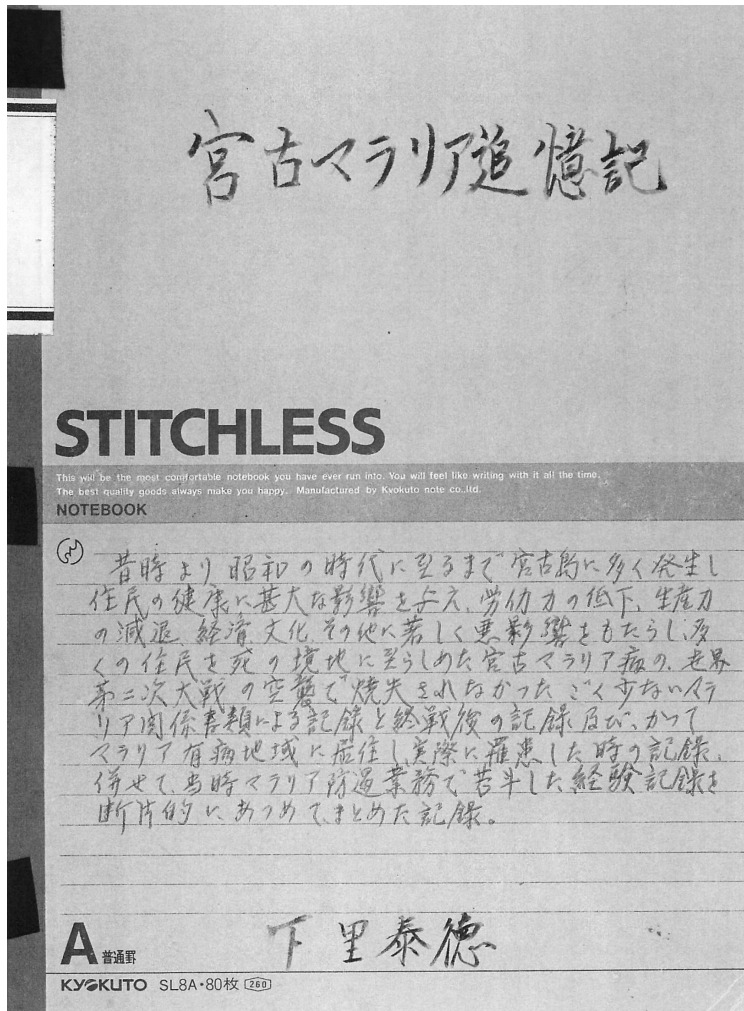 宮古マラリア追憶記
STITCHLESS
This will be the most comfortable notebook you have ever run into. You will feel like writing with it all the time.
The best quality goods always make you happy. Manufactured by Kyokuto note co.,ltd.
NOTEBOOK
昔時より昭和の時代に至るまで宮古島に多く発生し
住民の健康に甚大な影響を与え、労仂力の低下、生産力
の減退、経済、文化、その他に著しく悪影響をもたらし、多
くの住民を死の境地に至らしめた宮古マラリア病の、世界
第二次大戦の空襲で焼失されなかったごく少ないマラ
リア関係書類による記録と終戦後の記録及び、かつて
マラリア有病地域に居住し実際に罹患した時の記録、
併せて、当時マラリア防遏業務で苦斗した経験記録を
断片的に、あつめて、まとめた記録。
A 普通罫
下里泰徳
KYOKUTO SL8A・80枚 260